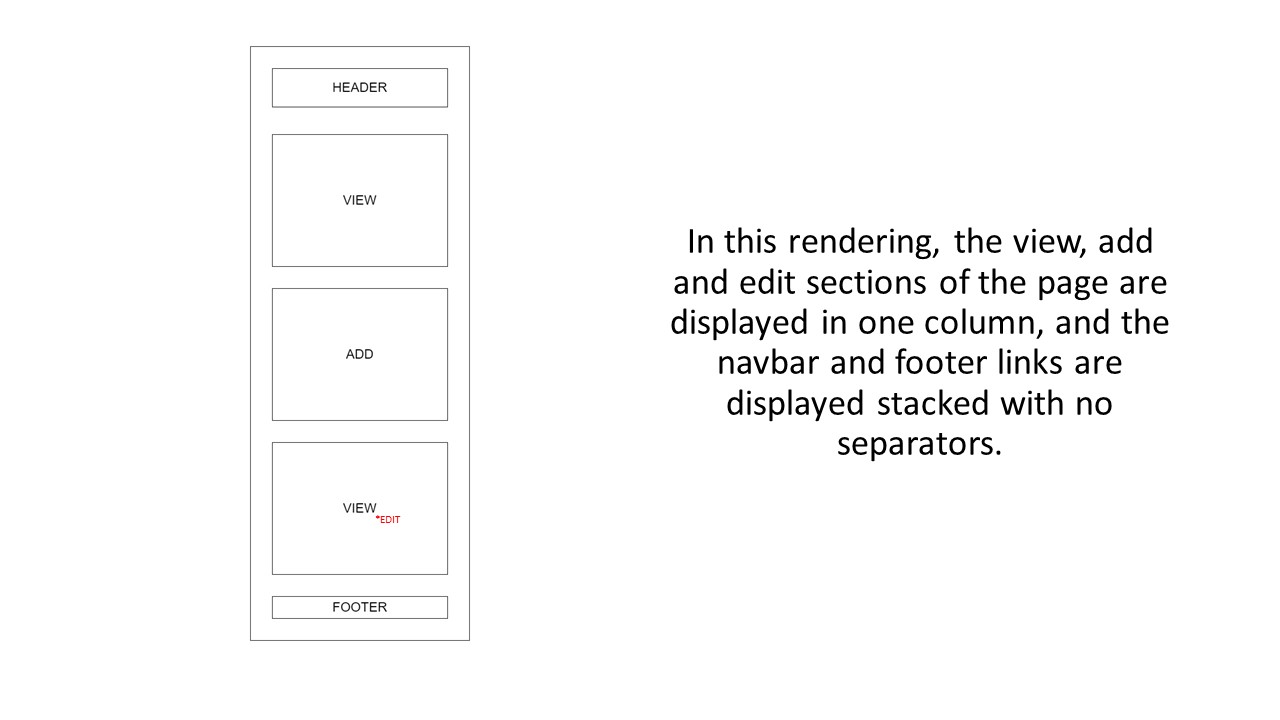 HEADER
VIEW
ADD
VIEW
*EDIT
FOOTER
In this rendering, the view, add
and edit sections of the page are
displayed in one column, and the
navbar and footer links are
displayed stacked with no
separators.